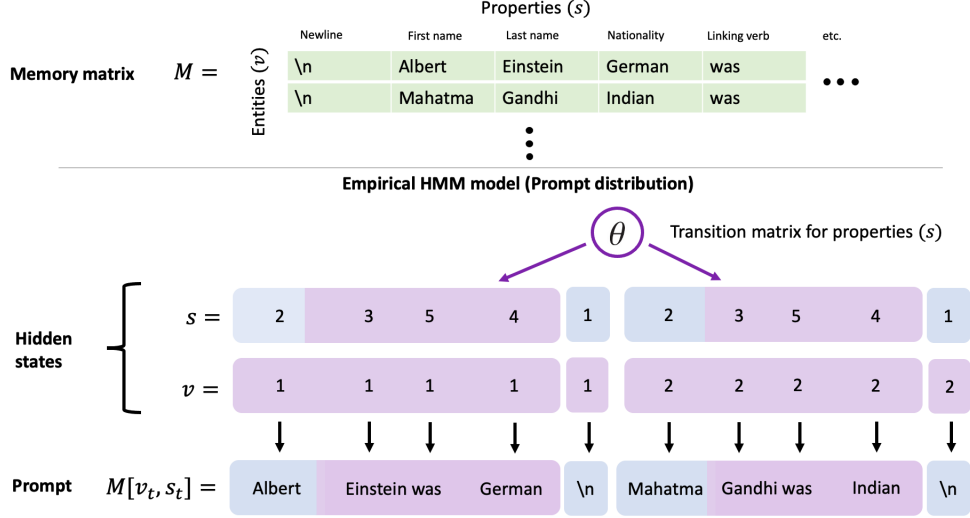 Properties (s)
Newline First name Last name Nationality Linking verb etc.
Memory matrix M = Entities (v)
\n Albert Einstein German was
\n Mahatma Gandhi Indian was
Empirical HMM model (Prompt distribution)
θ Transition matrix for properties (s)
Hidden states
s = 2 3 5 4 1 2 3 5 4 1
v = 1 1 1 1 1 2 2 2 2 2
Prompt M[v_t, s_t] = Albert Einstein was German \n Mahatma Gandhi was Indian \n